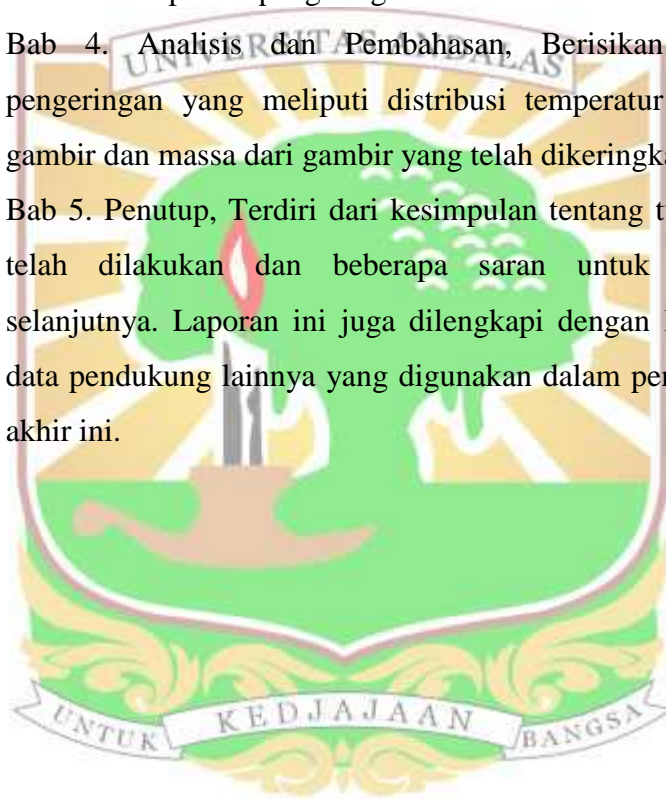 Bab 4. Analisis dan Pembahasan, Berisikan
pengeringan yang meliputi distribusi temperatur
gambir dan massa dari gambir yang telah dikeringka
Bab 5. Penutup, Terdiri dari kesimpulan tentang t
telah dilakukan dan beberapa saran untuk
selanjutnya. Laporan ini juga dilengkapi dengan
data pendukung lainnya yang digunakan dalam per
akhir ini.
UNIVERSITAS ANDALAS
UNTUK KEDJAJAAN BANGSA